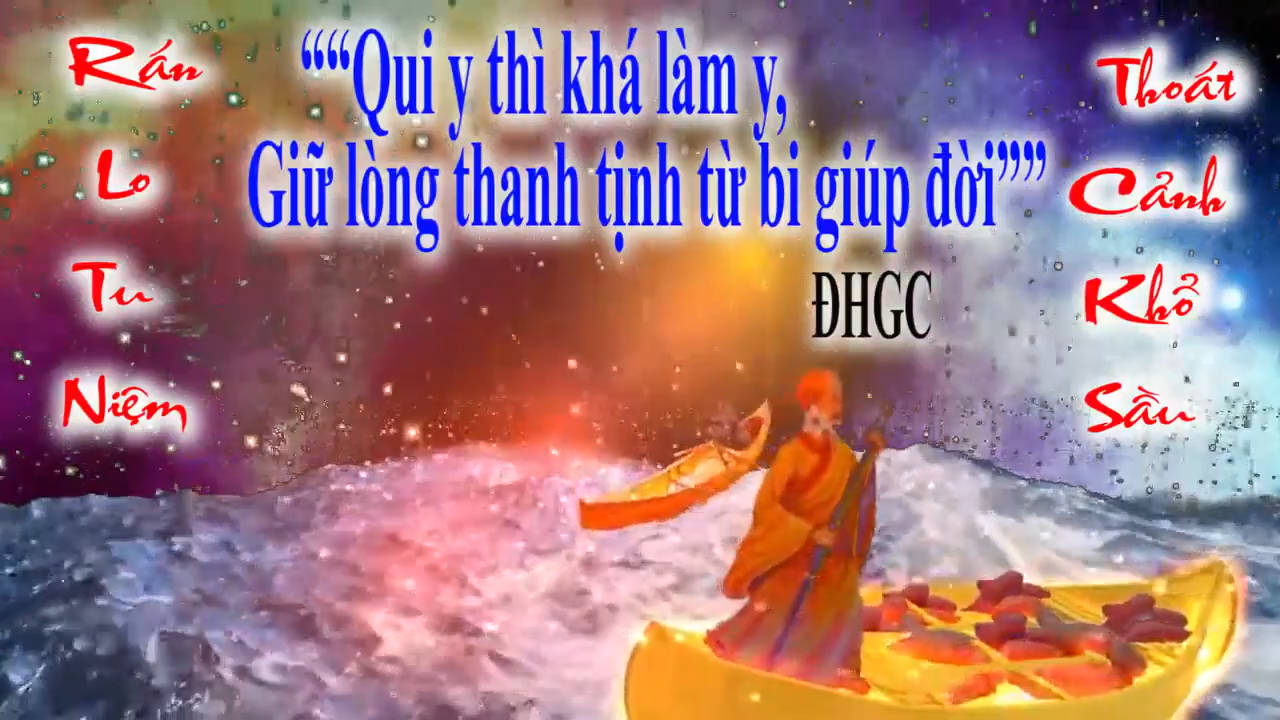 Rán
Lo
Tu
Niệm
““Qui y thì khá làm y,
Giữ lòng thanh tịnh từ bi giúp đời””
ĐHGC
Thoát
Cảnh
Khổ
Sầu